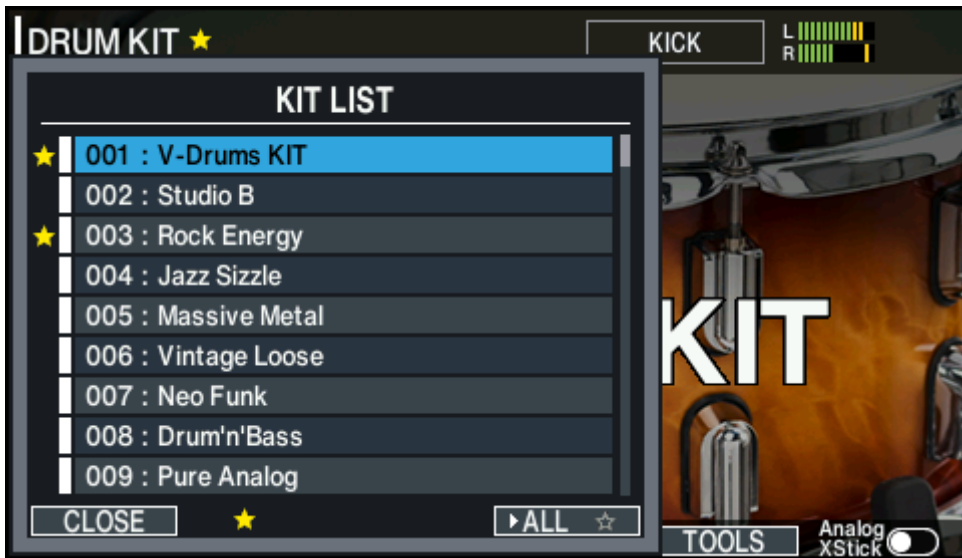 DRUM KIT ★
KICK
L
R
KIT LIST
001 : V-Drums KIT
002 : Studio B
003 : Rock Energy
004 : Jazz Sizzle
005 : Massive Metal
006 : Vintage Loose
007 : Neo Funk
008 : Drum'n'Bass
009 : Pure Analog
KIT
CLOSE
★
▸ALL ☆
TOOLS
Analog
XStick